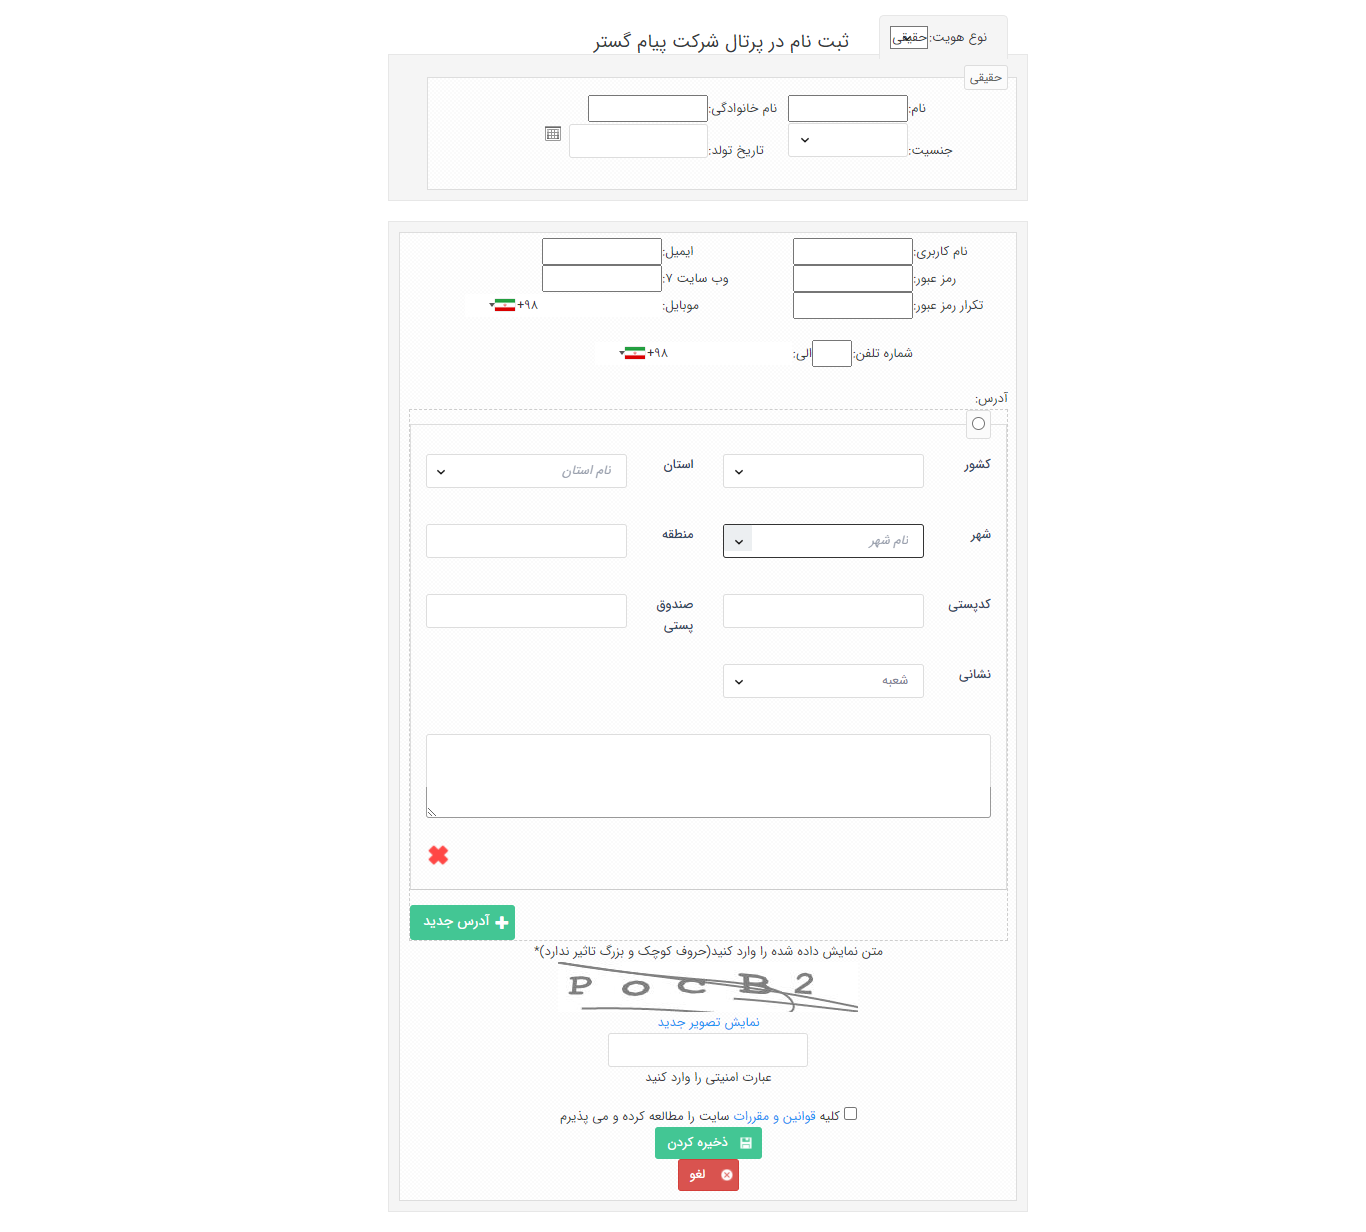 نوع هویت: حقیقی
ثبت نام در پرتال شرکت پیام گستر
حقیقی
نام: نام خانوادگی:
جنسیت: تاریخ تولد:
نام کاربری: ایمیل:
رمز عبور: وب سایت ۷:
تکرار رمز عبور: موبایل: +۹۸
شماره تلفن: الی: +۹۸
آدرس:
کشور استان نام استان
شهر نام شهر منطقه
کدپستی صندوق
پستی
نشانی شعبه
آدرس جدید
متن نمایش داده شده را وارد کنید(حروف کوچک و بزرگ تاثیر ندارد)*
P O C B 2
نمایش تصویر جدید
عبارت امنیتی را وارد کنید
کلیه قوانین و مقررات سایت را مطالعه کرده و می پذیرم
ذخیره کردن
لغو